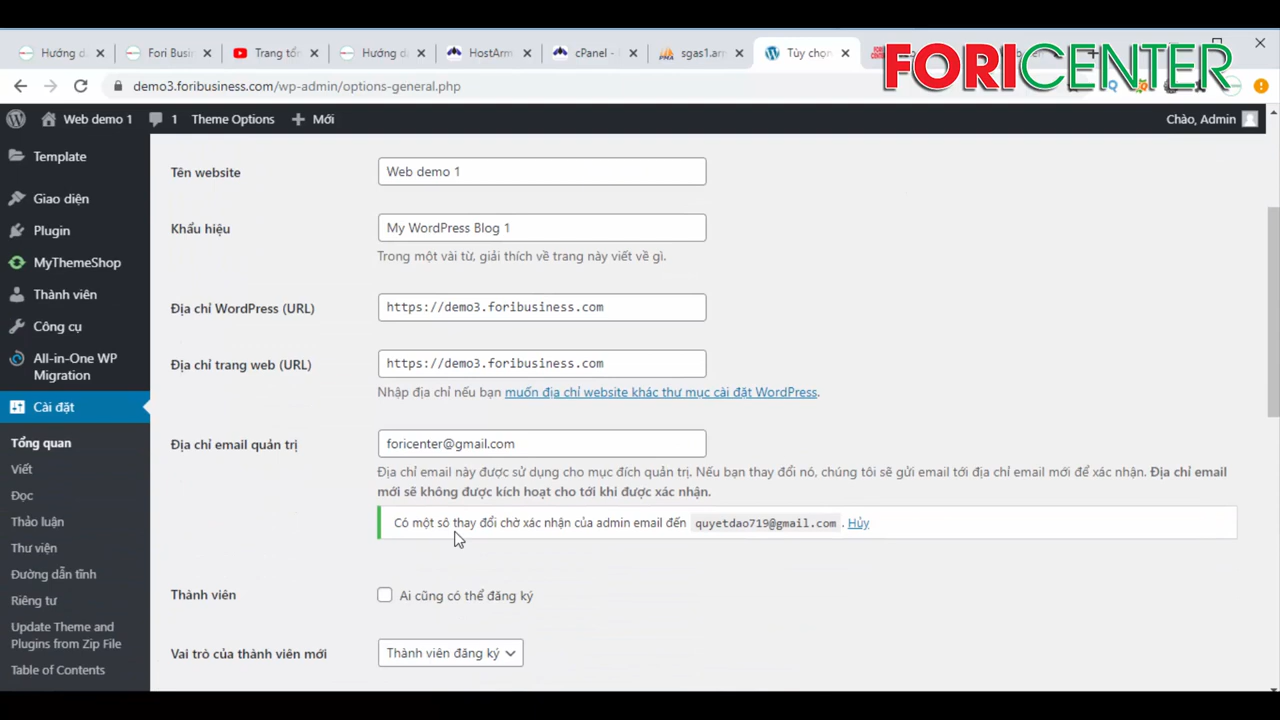 Hướng d
Fori Busin
Trang tổn
Hướng d
HostArm
cPanel -
sgas1.arm
Tùy chọn
FORICENTER
demo3.foribusiness.com/wp-admin/options-general.php
Web demo 1
1
Theme Options
Mới
Chào, Admin
Template
Giao diện
Plugin
MyThemeShop
Thành viên
Công cụ
All-in-One WP
Migration
Cài đặt
Tổng quan
Viết
Đọc
Thảo luận
Thư viện
Đường dẫn tĩnh
Riêng tư
Update Theme and
Plugins from Zip File
Table of Contents
Tên website
Web demo 1
Khẩu hiệu
My WordPress Blog 1
Trong một vài từ, giải thích về trang này viết về gì.
Địa chỉ WordPress (URL)
https://demo3.foribusiness.com
Địa chỉ trang web (URL)
https://demo3.foribusiness.com
Nhập địa chỉ nếu bạn muốn địa chỉ website khác thư mục cài đặt WordPress.
Địa chỉ email quản trị
foricenter@gmail.com
Địa chỉ email này được sử dụng cho mục đích quản trị. Nếu bạn thay đổi nó, chúng tôi sẽ gửi email tới địa chỉ email mới để xác nhận. Địa chỉ email
mới sẽ không được kích hoạt cho tới khi được xác nhận.
Có một số thay đổi chờ xác nhận của admin email đến quyetdao719@gmail.com . Hủy
Thành viên
Ai cũng có thể đăng ký
Vai trò của thành viên mới
Thành viên đăng ký